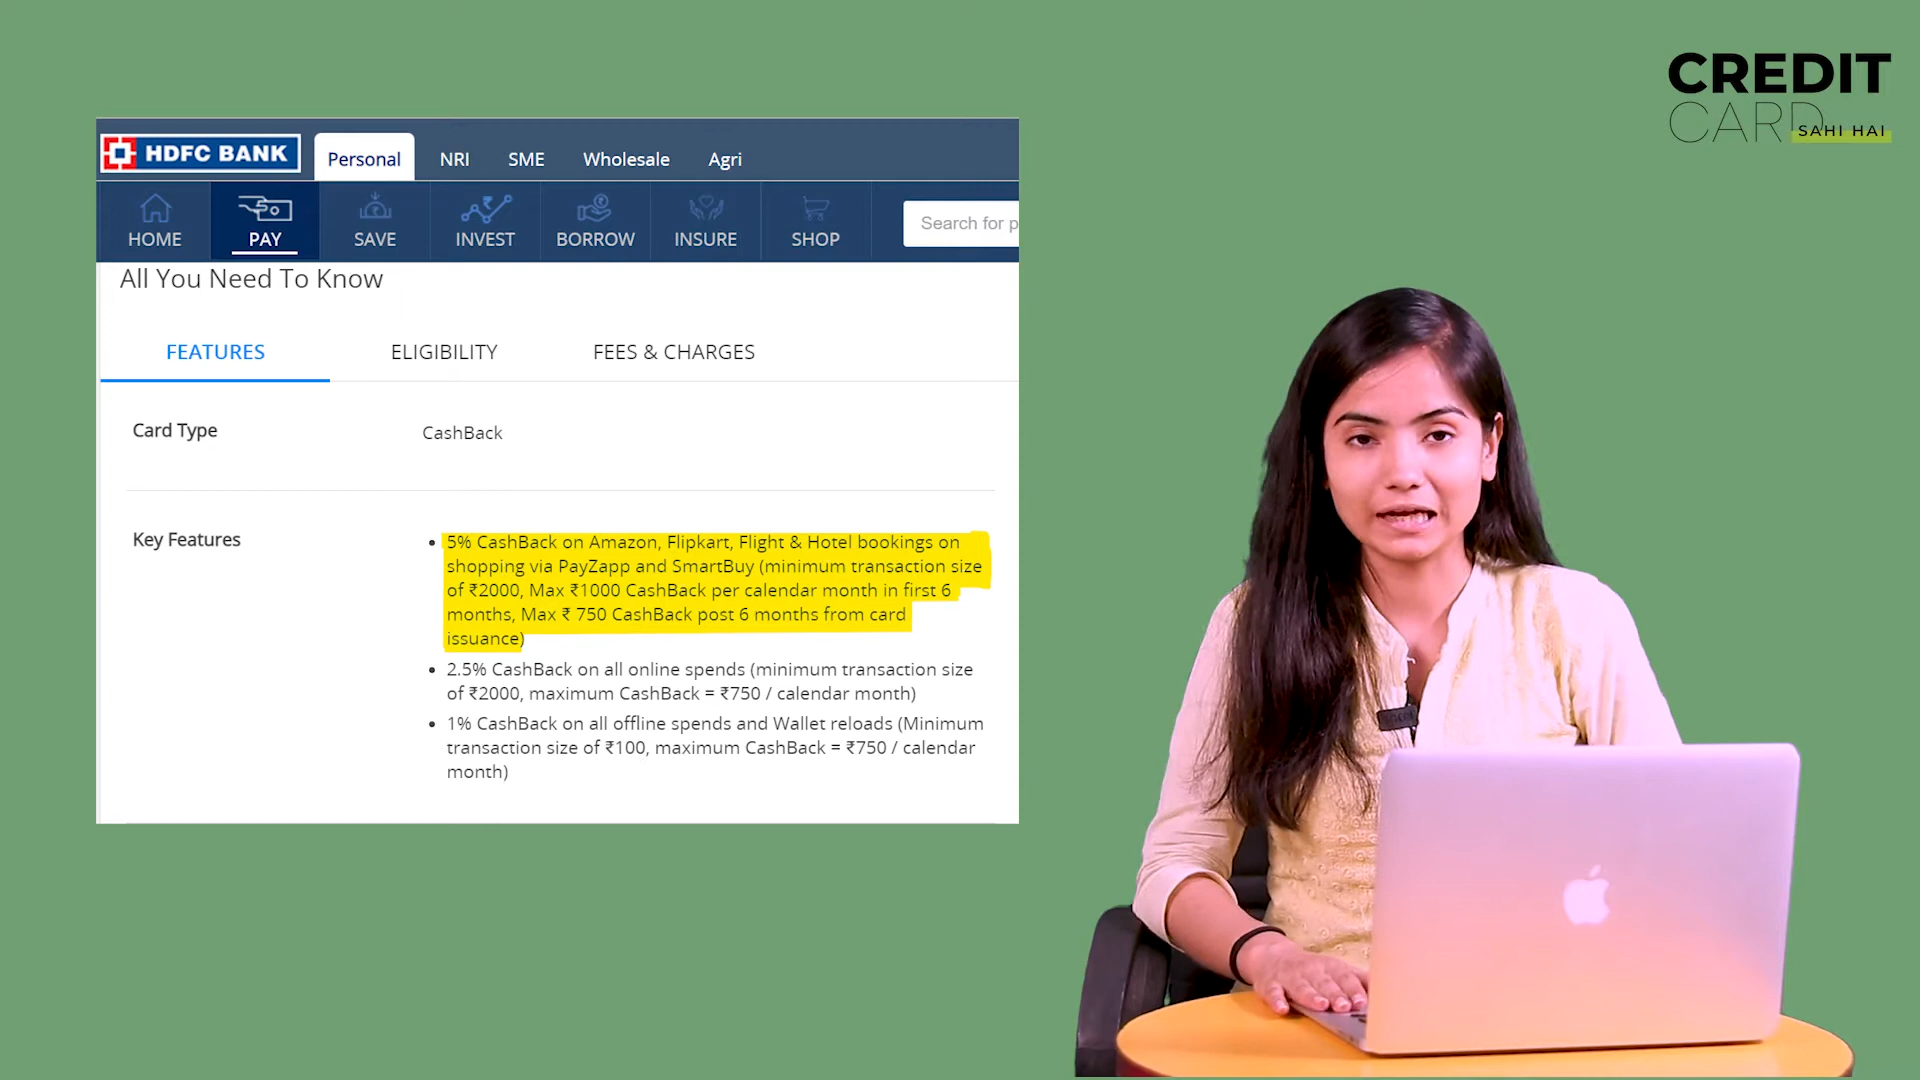 CREDIT
CARD
SAHI HAI
HDFC BANK
Personal
NRI
SME
Wholesale
Agri
HOME
PAY
SAVE
INVEST
BORROW
INSURE
SHOP
Search for p
All You Need To Know
FEATURES
ELIGIBILITY
FEES & CHARGES
Card Type
CashBack
Key Features
• 5% CashBack on Amazon, Flipkart, Flight & Hotel bookings on
shopping via PayZapp and SmartBuy (minimum transaction size
of ₹2000, Max ₹1000 CashBack per calendar month in first 6
months, Max ₹ 750 CashBack post 6 months from card
issuance)
• 2.5% CashBack on all online spends (minimum transaction size
of ₹2000, maximum CashBack = ₹750 / calendar month)
• 1% CashBack on all offline spends and Wallet reloads (Minimum
transaction size of ₹100, maximum CashBack = ₹750 / calendar
month)